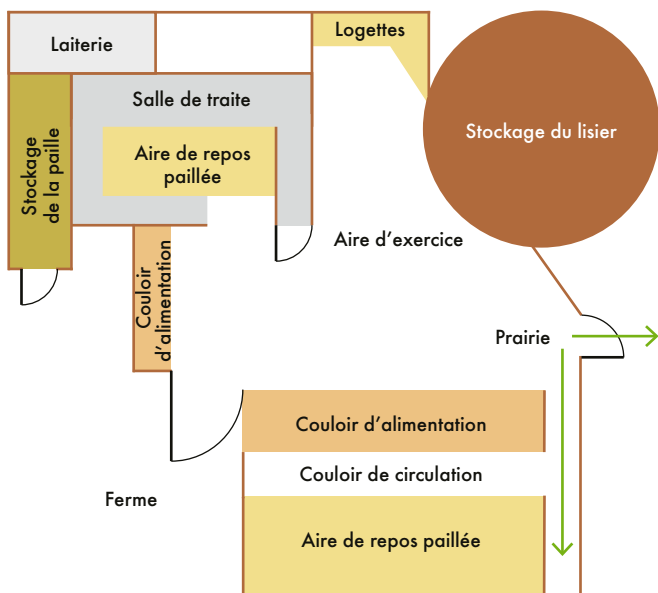 Laiterie
Logettes
Salle de traite
Stockage du lisier
Stockage
de la paille
Aire de repos
paillée
Aire d’exercice
Couloir
d’alimentation
Prairie
Couloir d’alimentation
Couloir de circulation
Ferme
Aire de repos paillée